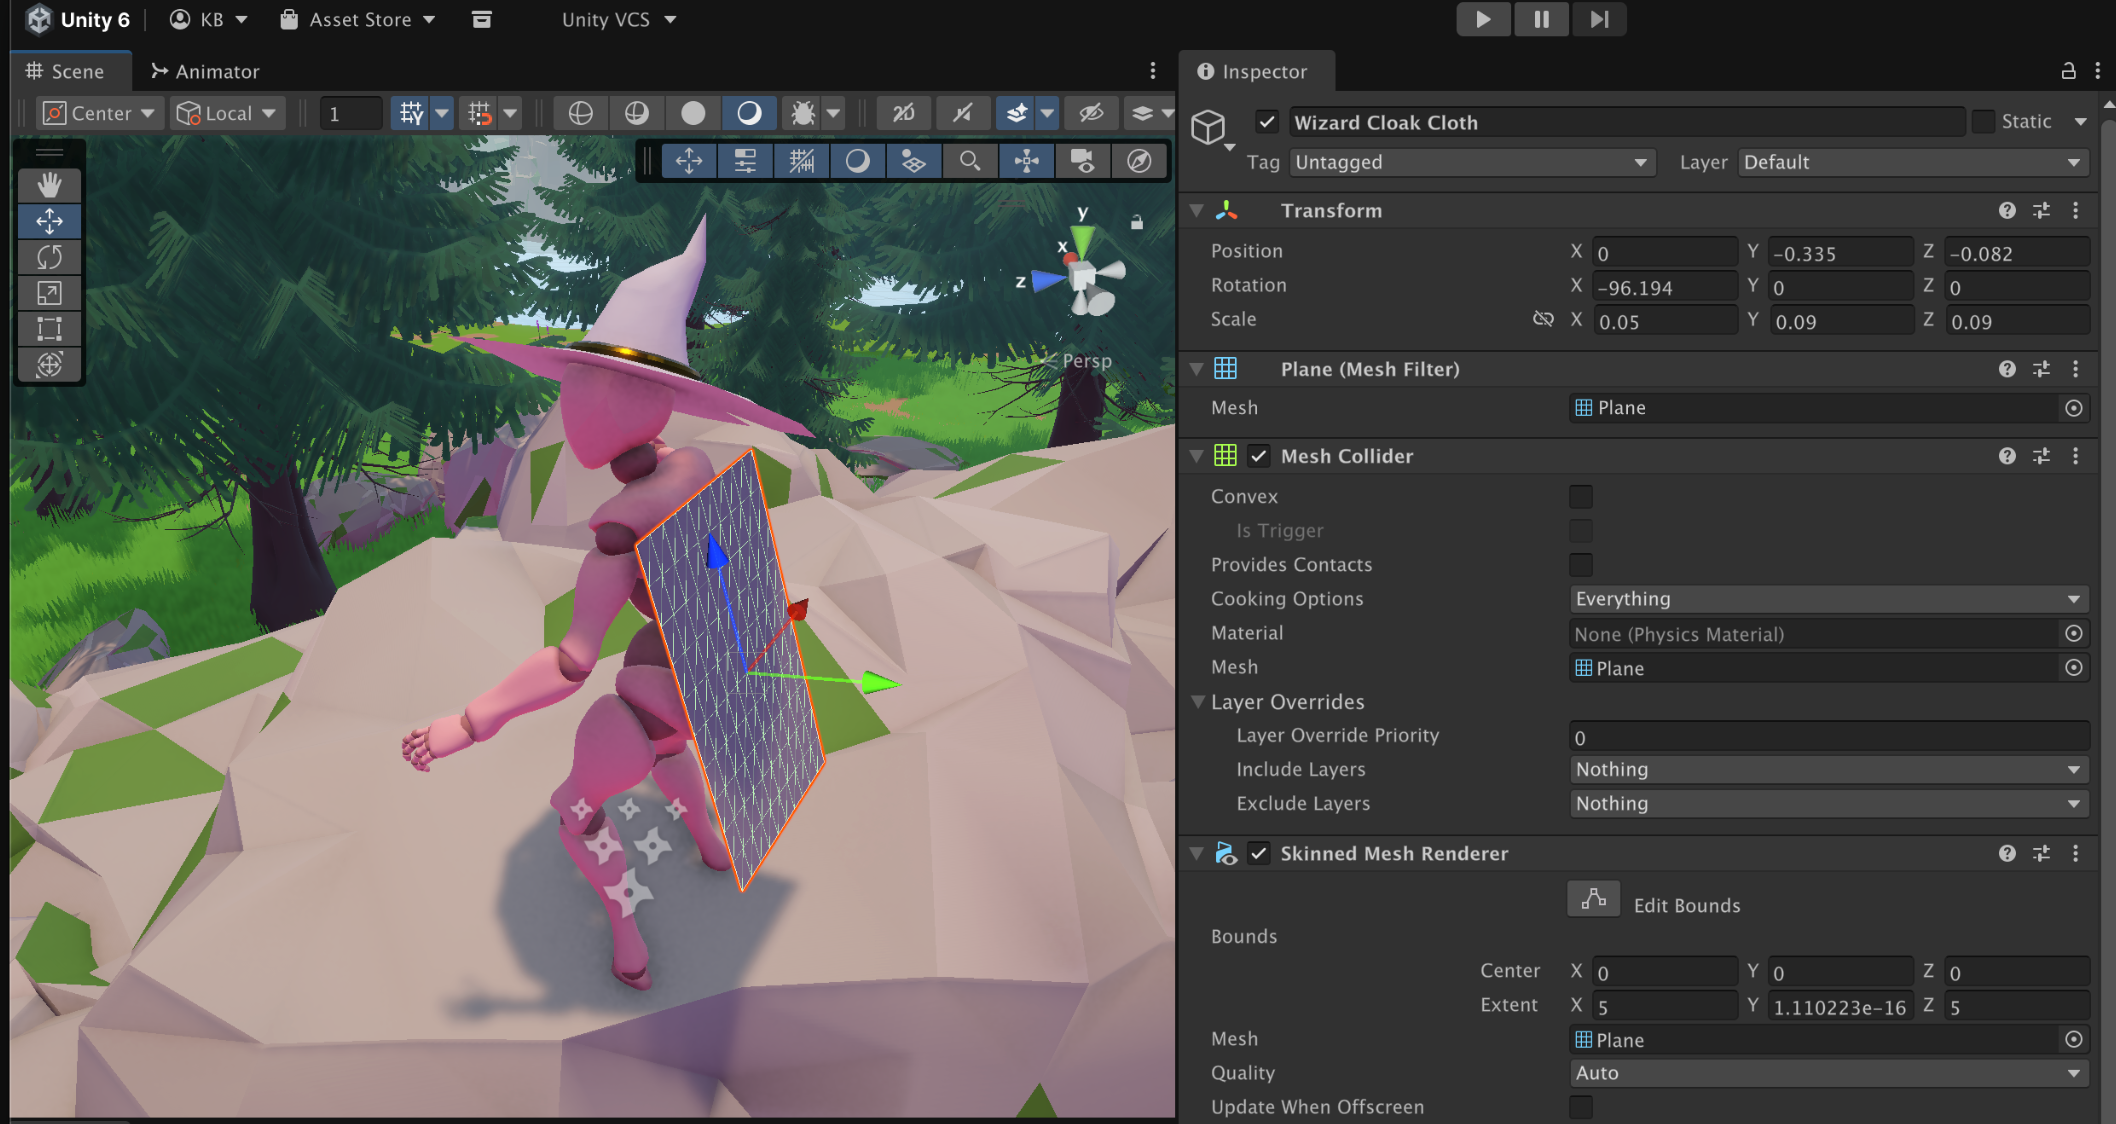 Unity 6 KB Asset Store Unity VCS
Scene Animator
Center Local 1 2D
y
x
z
Persp
Inspector
Wizard Cloak Cloth Static
Tag Untagged Layer Default
Transform
Position X 0 Y -0.335 Z -0.082
Rotation X -96.194 Y 0 Z 0
Scale X 0.05 Y 0.09 Z 0.09
Plane (Mesh Filter)
Mesh Plane
Mesh Collider
Convex
Is Trigger
Provides Contacts
Cooking Options Everything
Material None (Physics Material)
Mesh Plane
Layer Overrides
Layer Override Priority 0
Include Layers Nothing
Exclude Layers Nothing
Skinned Mesh Renderer
Edit Bounds
Bounds
Center X 0 Y 0 Z 0
Extent X 5 Y 1.110223e-16 Z 5
Mesh Plane
Quality Auto
Update When Offscreen